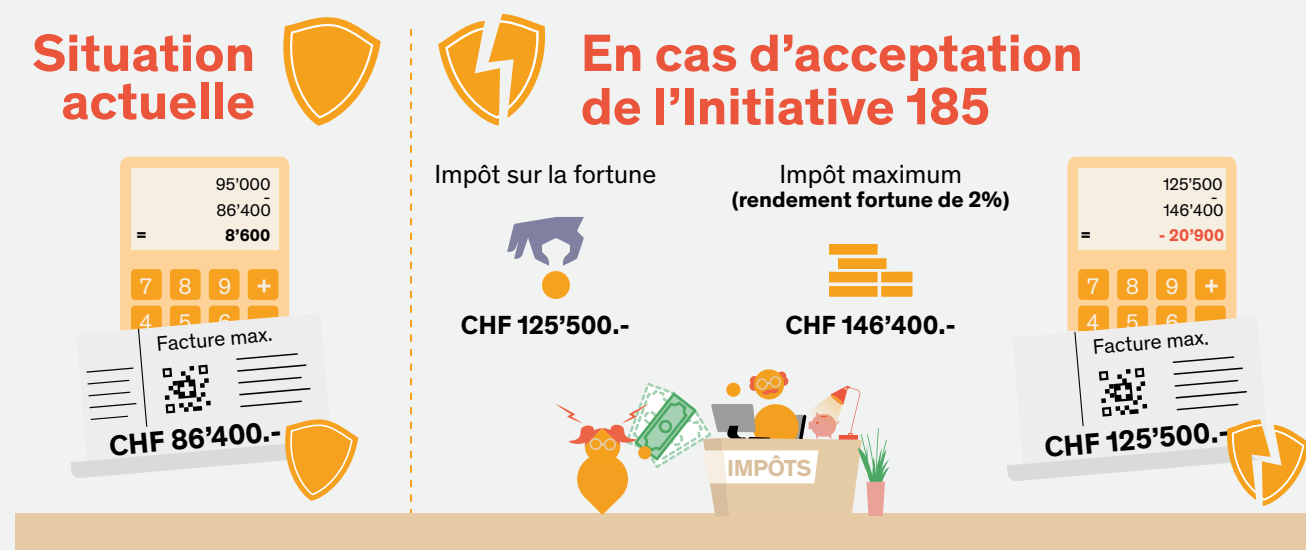 Situation
actuelle
95'000
-
86'400
= 8'600
7 8 9 +
4 5 6 -
Facture max.
CHF 86'400.-
En cas d'acceptation
de l'Initiative 185
Impôt sur la fortune
CHF 125'500.-
Impôt maximum
(rendement fortune de 2%)
CHF 146'400.-
IMPÔTS
125'500
-
146'400
= - 20'900
7 8 9 +
4 5 6 -
Facture max.
CHF 125'500.-